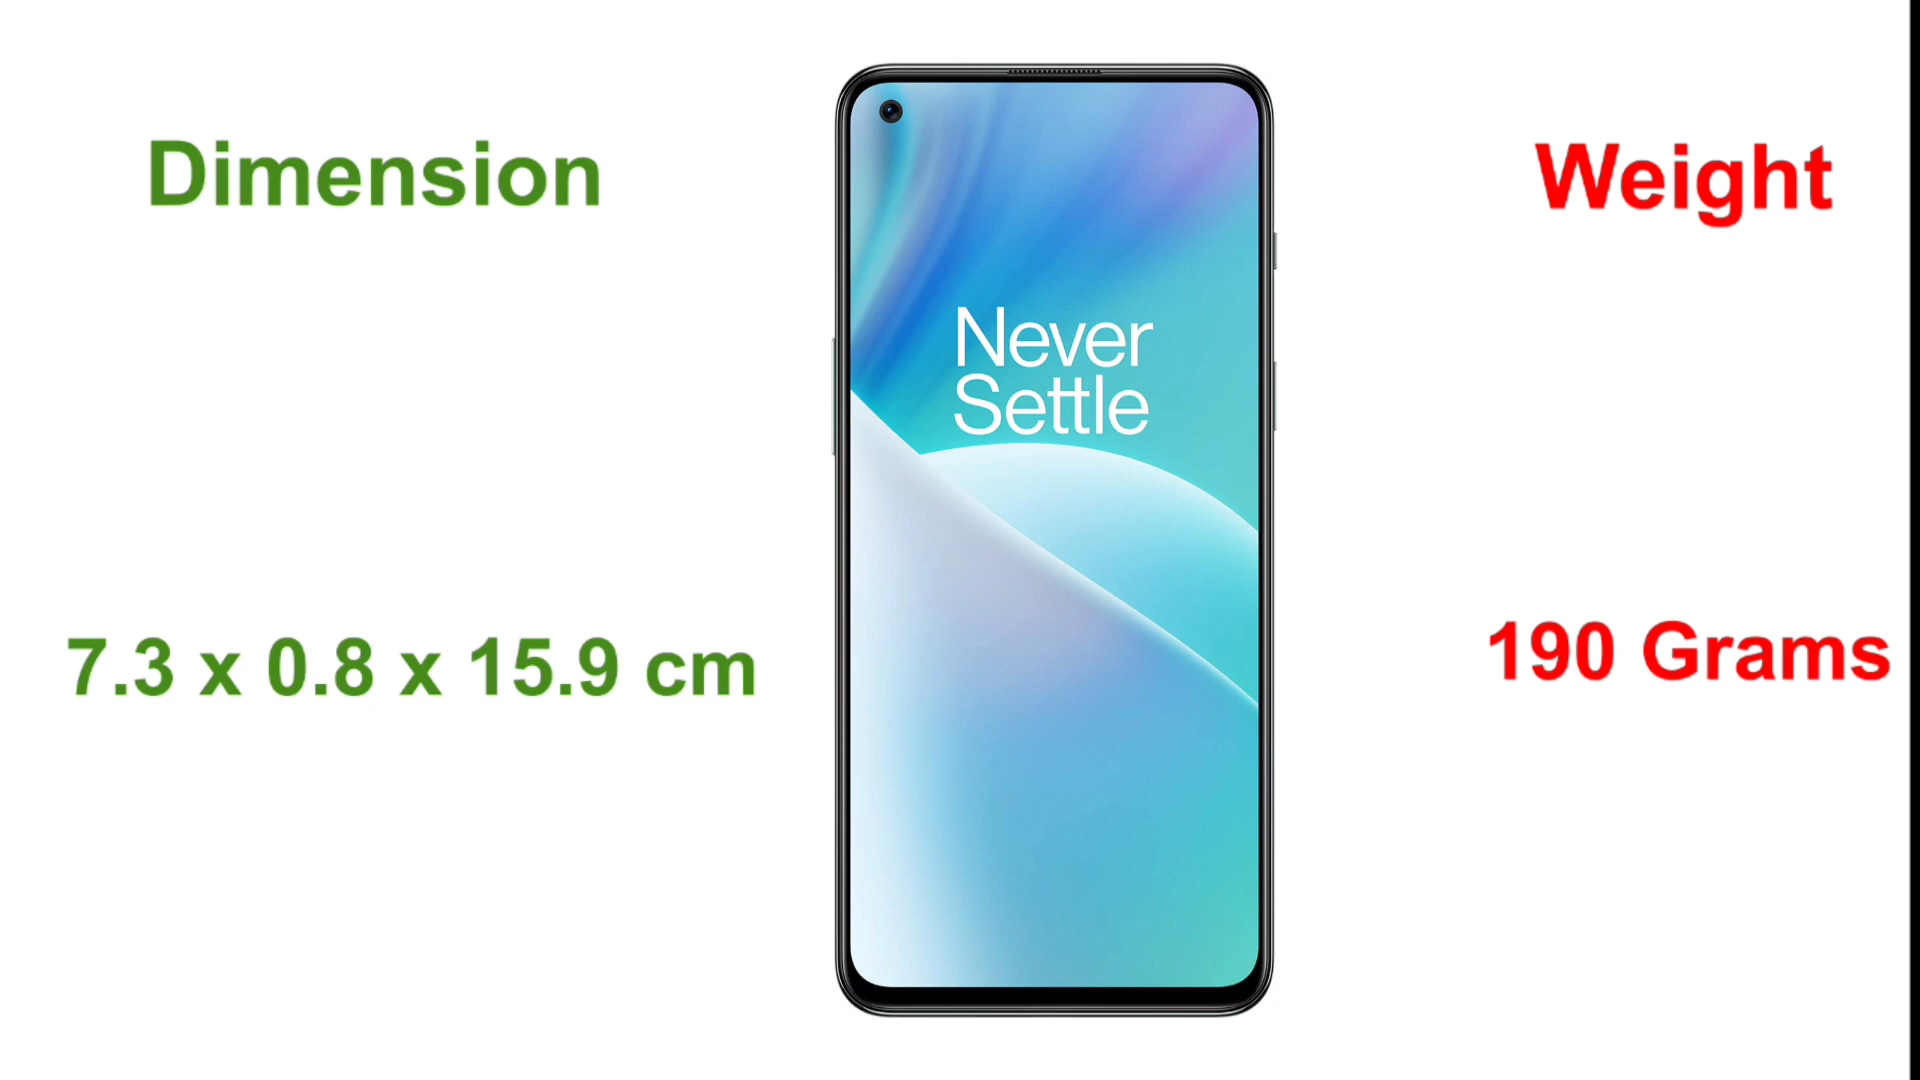 Dimension
Weight
Never
Settle
7.3 x 0.8 x 15.9 cm
190 Grams